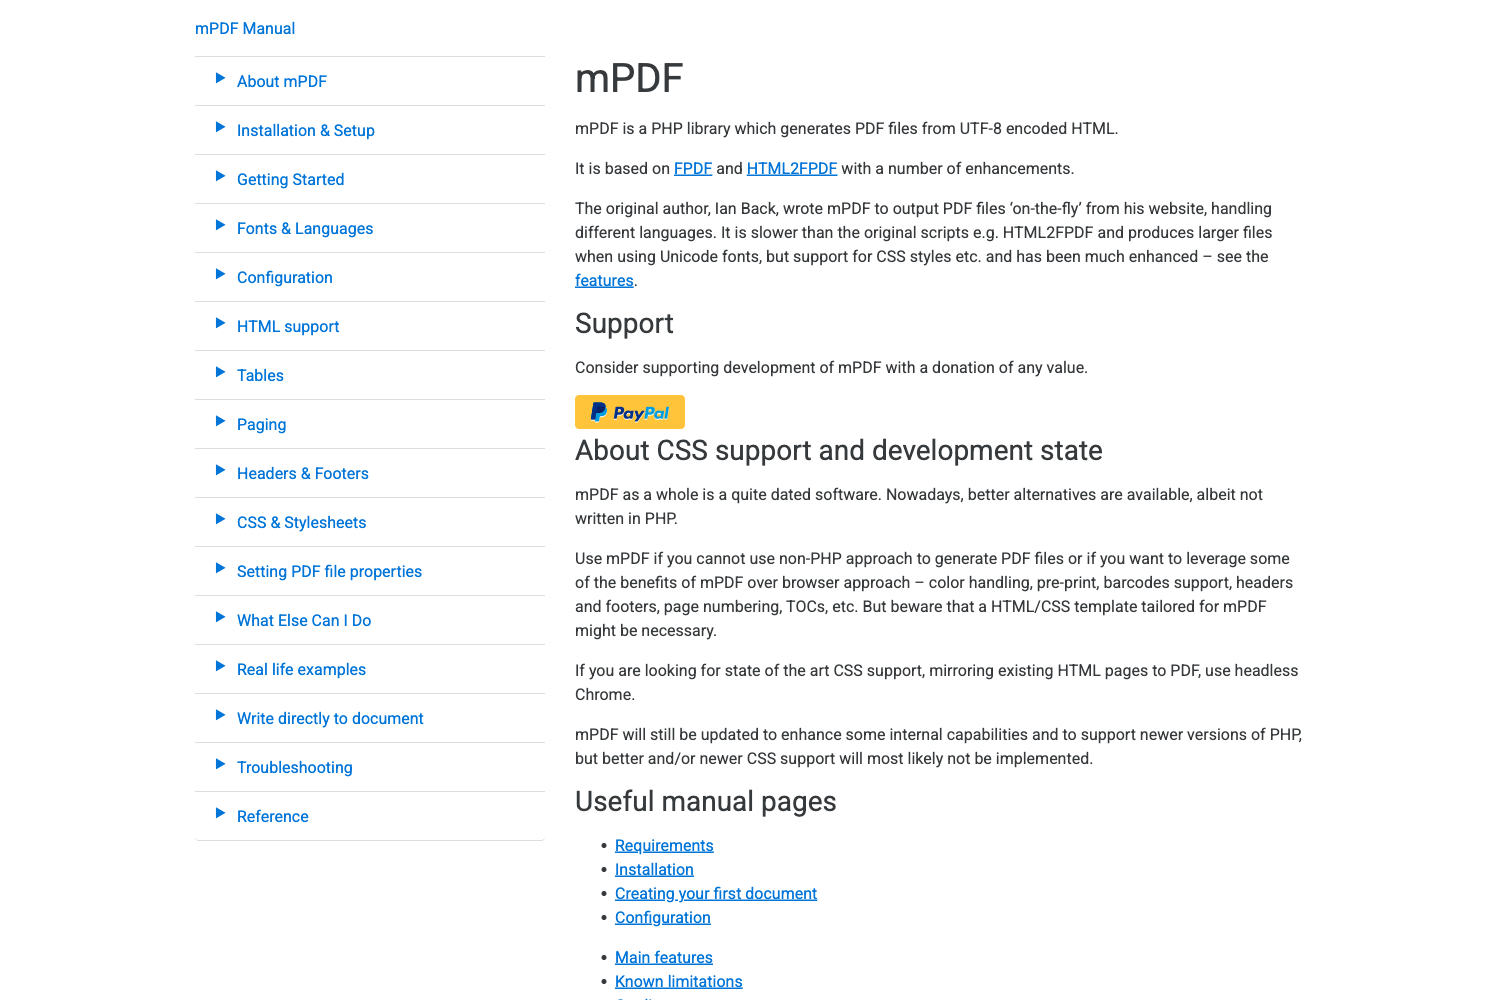 mPDF Manual
About mPDF
Installation & Setup
Getting Started
Fonts & Languages
Configuration
HTML support
Tables
Paging
Headers & Footers
CSS & Stylesheets
Setting PDF file properties
What Else Can I Do
Real life examples
Write directly to document
Troubleshooting
Reference
mPDF
mPDF is a PHP library which generates PDF files from UTF-8 encoded HTML.
It is based on FPDF and HTML2FPDF with a number of enhancements.
The original author, Ian Back, wrote mPDF to output PDF files ‘on-the-fly’ from his website, handling
different languages. It is slower than the original scripts e.g. HTML2FPDF and produces larger files
when using Unicode fonts, but support for CSS styles etc. and has been much enhanced – see the
features.
Support
Consider supporting development of mPDF with a donation of any value.
PayPal
About CSS support and development state
mPDF as a whole is a quite dated software. Nowadays, better alternatives are available, albeit not
written in PHP.
Use mPDF if you cannot use non-PHP approach to generate PDF files or if you want to leverage some
of the benefits of mPDF over browser approach – color handling, pre-print, barcodes support, headers
and footers, page numbering, TOCs, etc. But beware that a HTML/CSS template tailored for mPDF
might be necessary.
If you are looking for state of the art CSS support, mirroring existing HTML pages to PDF, use headless
Chrome.
mPDF will still be updated to enhance some internal capabilities and to support newer versions of PHP,
but better and/or newer CSS support will most likely not be implemented.
Useful manual pages
Requirements
Installation
Creating your first document
Configuration
Main features
Known limitations